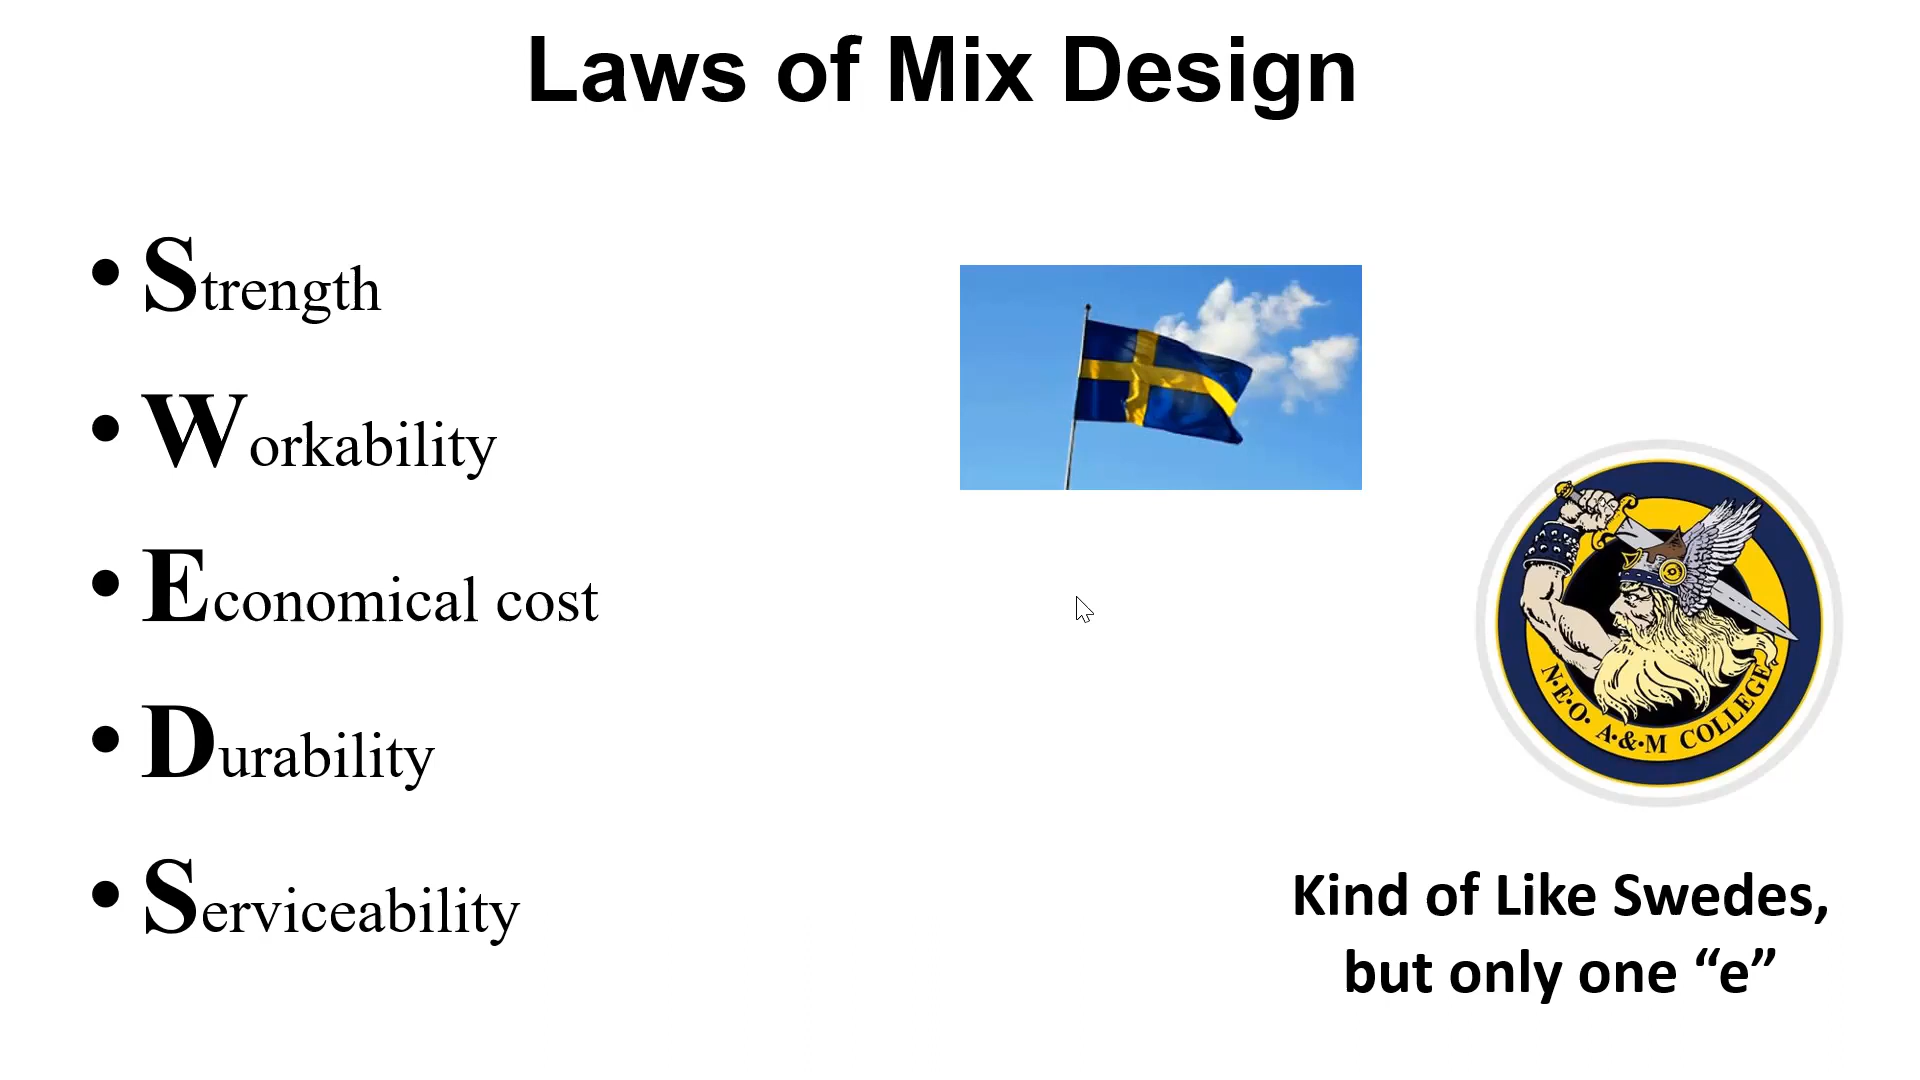 Laws of Mix Design
• Strength
• Workability
• Economical cost
• Durability
• Serviceability
N·E·O· A·&·M COLLEGE
Kind of Like Swedes,
but only one “e”